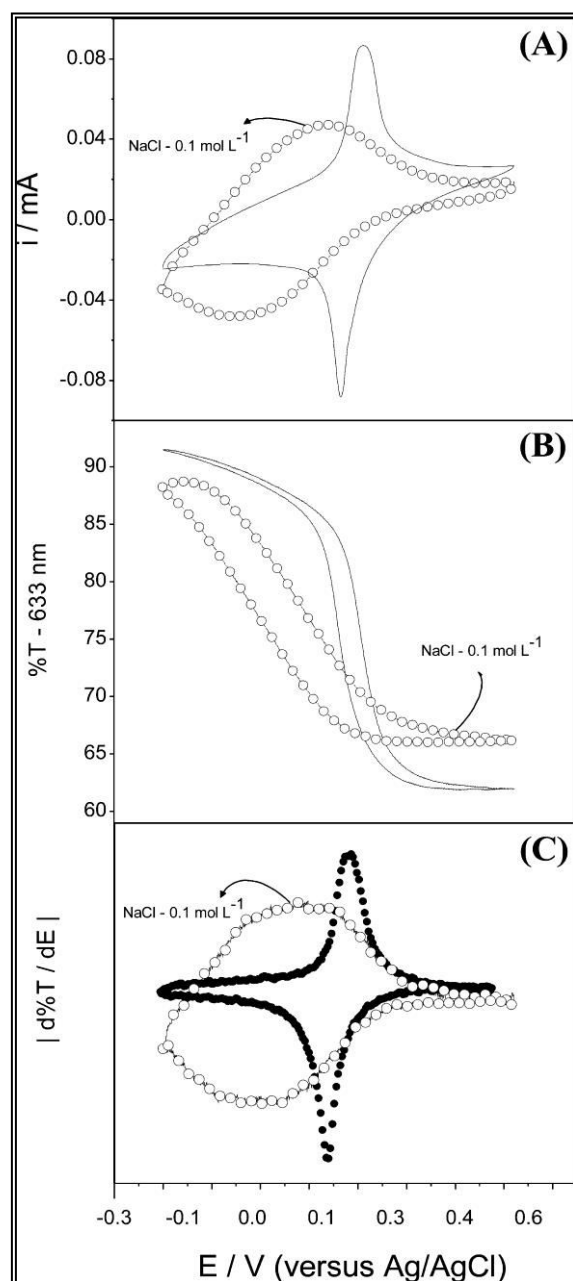 (A)
0.08
NaCl - 0.1 mol L-1
0.04
0.00
-0.04
-0.08
i / mA
(B)
90
85
80
75
70
65
60
NaCl - 0.1 mol L-1
%T - 633 nm
(C)
NaCl - 0.1 mol L-1
| d%T / dE |
-0.3 -0.1 0.0 0.1 0.2 0.4 0.6
E / V (versus Ag/AgCl)